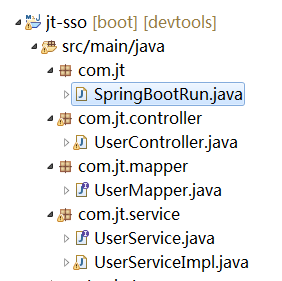 jt-sso [boot] [devtools]
src/main/java
com.jt
SpringBootRun.java
com.jt.controller
UserController.java
com.jt.mapper
UserMapper.java
com.jt.service
UserService.java
UserServiceImpl.java